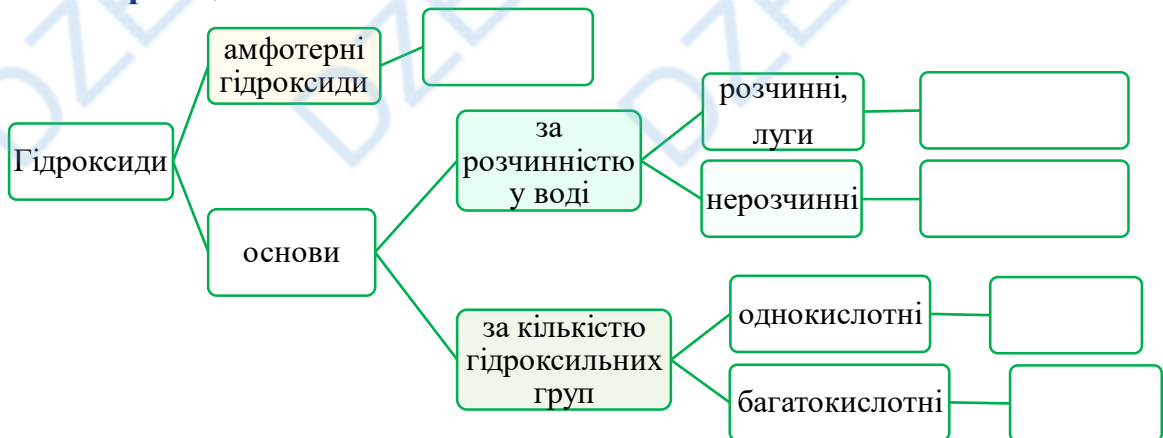 амфотерні
гідроксиди
Гідроксиди
основи
за
розчинністю
у воді
розчинні,
луги
нерозчинні
за кількістю
гідроксильних
груп
однокислотні
багатокислотні